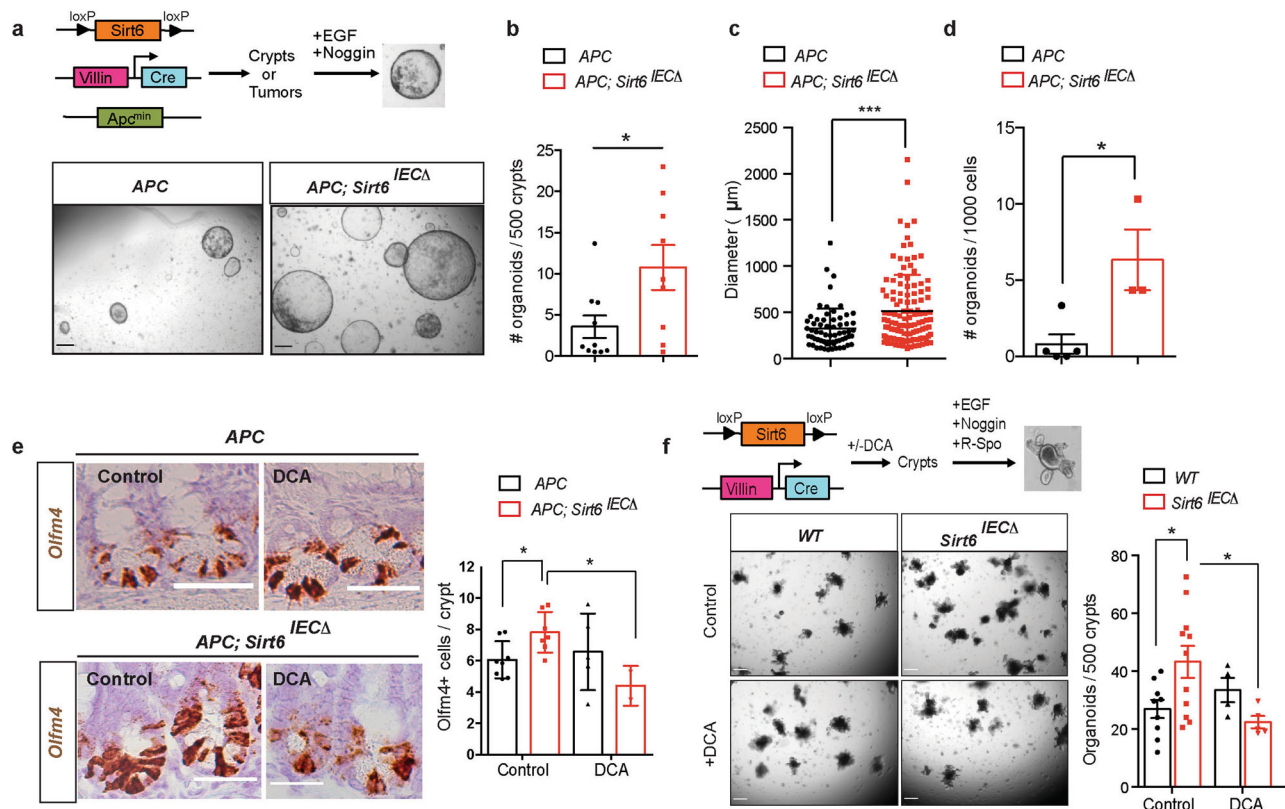 a
loxP loxP
Sirt6
Villin Cre
Apcmin
Crypts
or
Tumors
+EGF
+Noggin
APC
APC; Sirt6 IECΔ
b
APC
APC; Sirt6 IECΔ
*
# organoids / 500 crypts
25
20
15
10
5
0
c
APC
APC; Sirt6 IECΔ
***
Diameter ( μm)
2500
2000
1500
1000
500
0
d
APC
APC; Sirt6 IECΔ
*
# organoids / 1000 cells
15
10
5
0
e
APC
Control DCA
Olfm4
APC; Sirt6 IECΔ
Control DCA
Olfm4
APC
APC; Sirt6 IECΔ
* *
Olfm4+ cells / crypt
12
10
8
6
4
2
0
Control DCA
f
loxP loxP
Sirt6
Villin Cre
+/-DCA
Crypts
+EGF
+Noggin
+R-Spo
WT
Sirt6 IECΔ
Control
+DCA
WT
Sirt6 IECΔ
* *
Organoids / 500 crypts
80
60
40
20
0
Control DCA